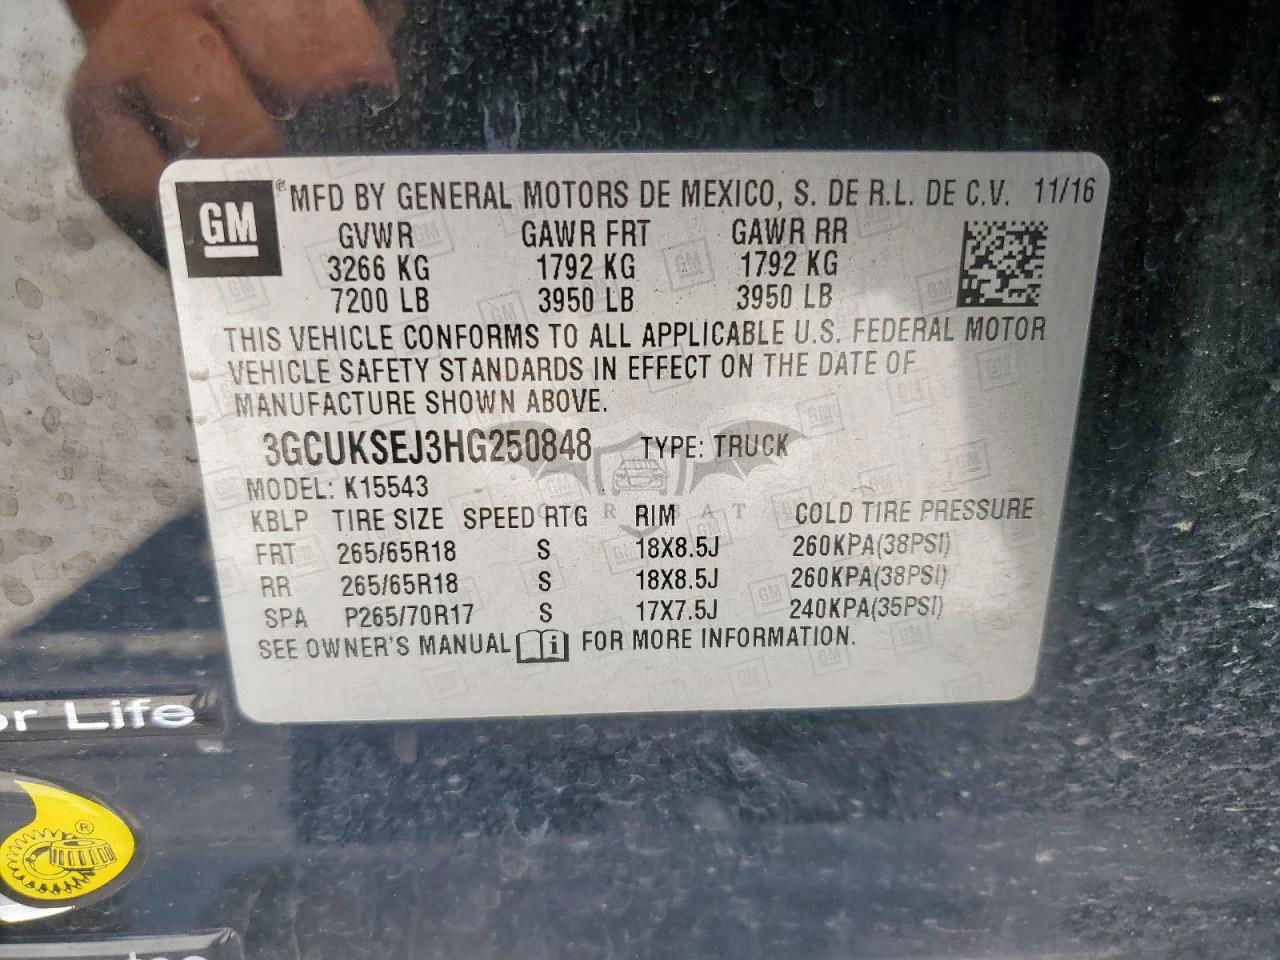 GM ® MFD BY GENERAL MOTORS DE MEXICO, S. DE R.L. DE C.V. 11/16
GVWR GAWR FRT GAWR RR
3266 KG 1792 KG 1792 KG
7200 LB 3950 LB 3950 LB
THIS VEHICLE CONFORMS TO ALL APPLICABLE U.S. FEDERAL MOTOR
VEHICLE SAFETY STANDARDS IN EFFECT ON THE DATE OF
MANUFACTURE SHOWN ABOVE.
3GCUKSEJ3HG250848 TYPE: TRUCK
MODEL: K15543
KBLP TIRE SIZE SPEED RTG RIM COLD TIRE PRESSURE
FRT 265/65R18 S 18X8.5J 260KPA(38PSI)
RR 265/65R18 S 18X8.5J 260KPA(38PSI)
SPA P265/70R17 S 17X7.5J 240KPA(35PSI)
SEE OWNER'S MANUAL i FOR MORE INFORMATION.
or Life
®